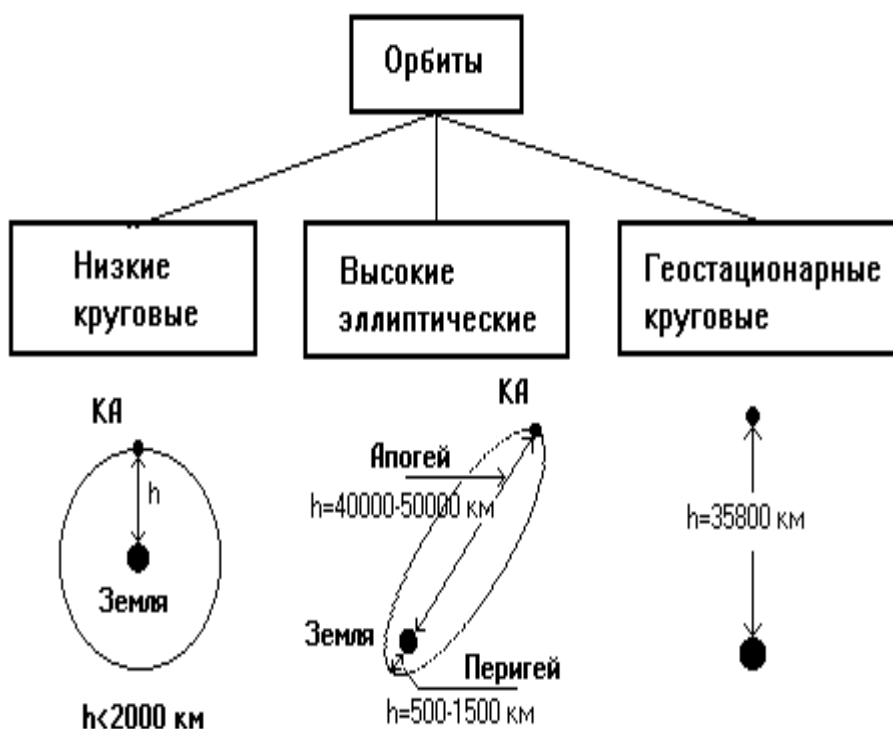 Орбиты
Низкие
круговые
Высокие
эллиптические
Геостационарные
круговые
КА
h
Земля
h<2000 км
КА
Апогей
h=40000-50000 км
Земля
Перигей
h=500-1500 км
h=35800 км